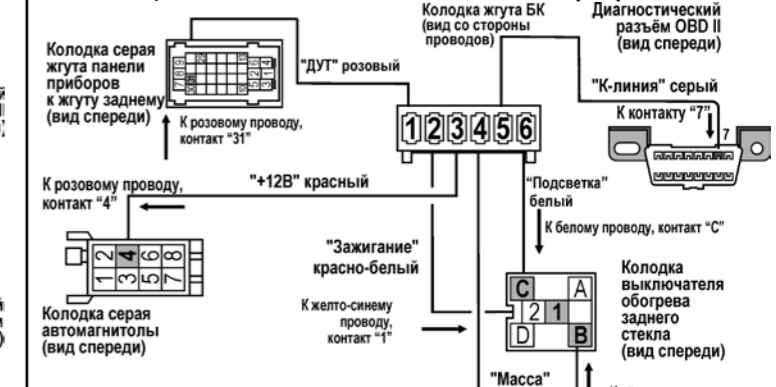 Колодка жгута БК
(вид со стороны
проводов)
Диагностический
разъём OBD II
(вид спереди)
Колодка серая
жгута панели
приборов
к жгуту заднему
(вид спереди)
"ДУТ" розовый
"К-линия" серый
К контакту "7"
7
К розовому проводу,
контакт "31"
1 2 3 4 5 6
К розовому проводу,
контакт "4"
"+12В" красный
"Подсветка"
белый
К белому проводу, контакт "С"
2 4 6 8
1 3 5 7
"Зажигание"
красно-белый
Колодка
выключателя
обогрева
заднего
стекла
(вид спереди)
C A
2 1
D B
К желто-синему
проводу,
контакт "1"
Колодка серая
автомагнитолы
(вид спереди)
"Масса"